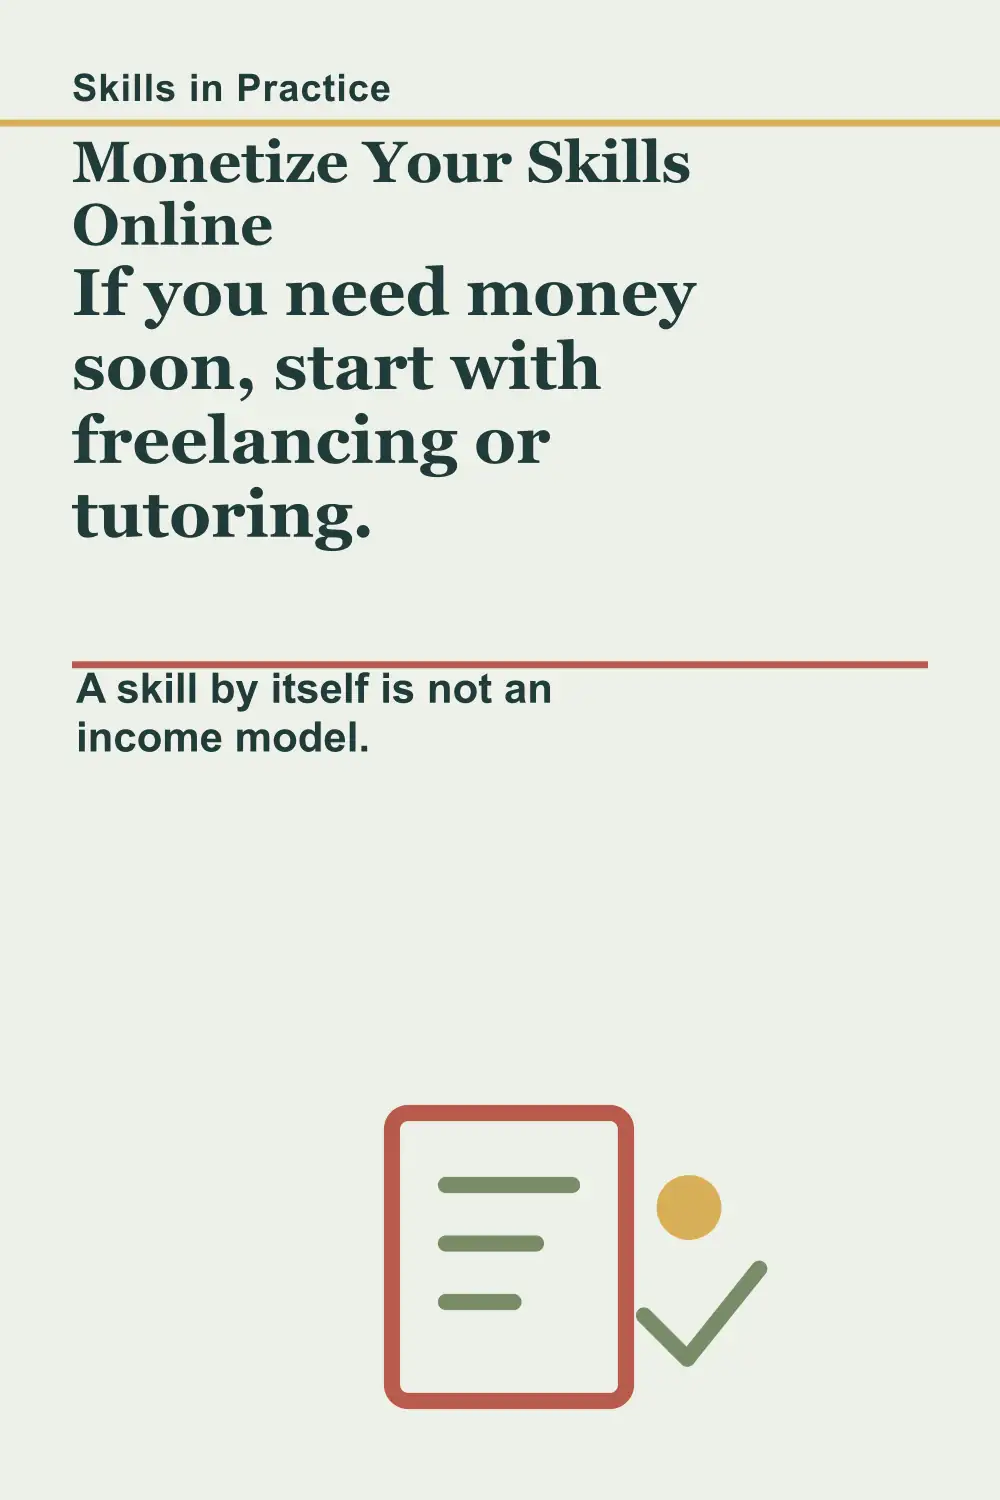 Skills in Practice
Monetize Your Skills
Online
If you need money
soon, start with
freelancing or
tutoring.
A skill by itself is not an
income model.